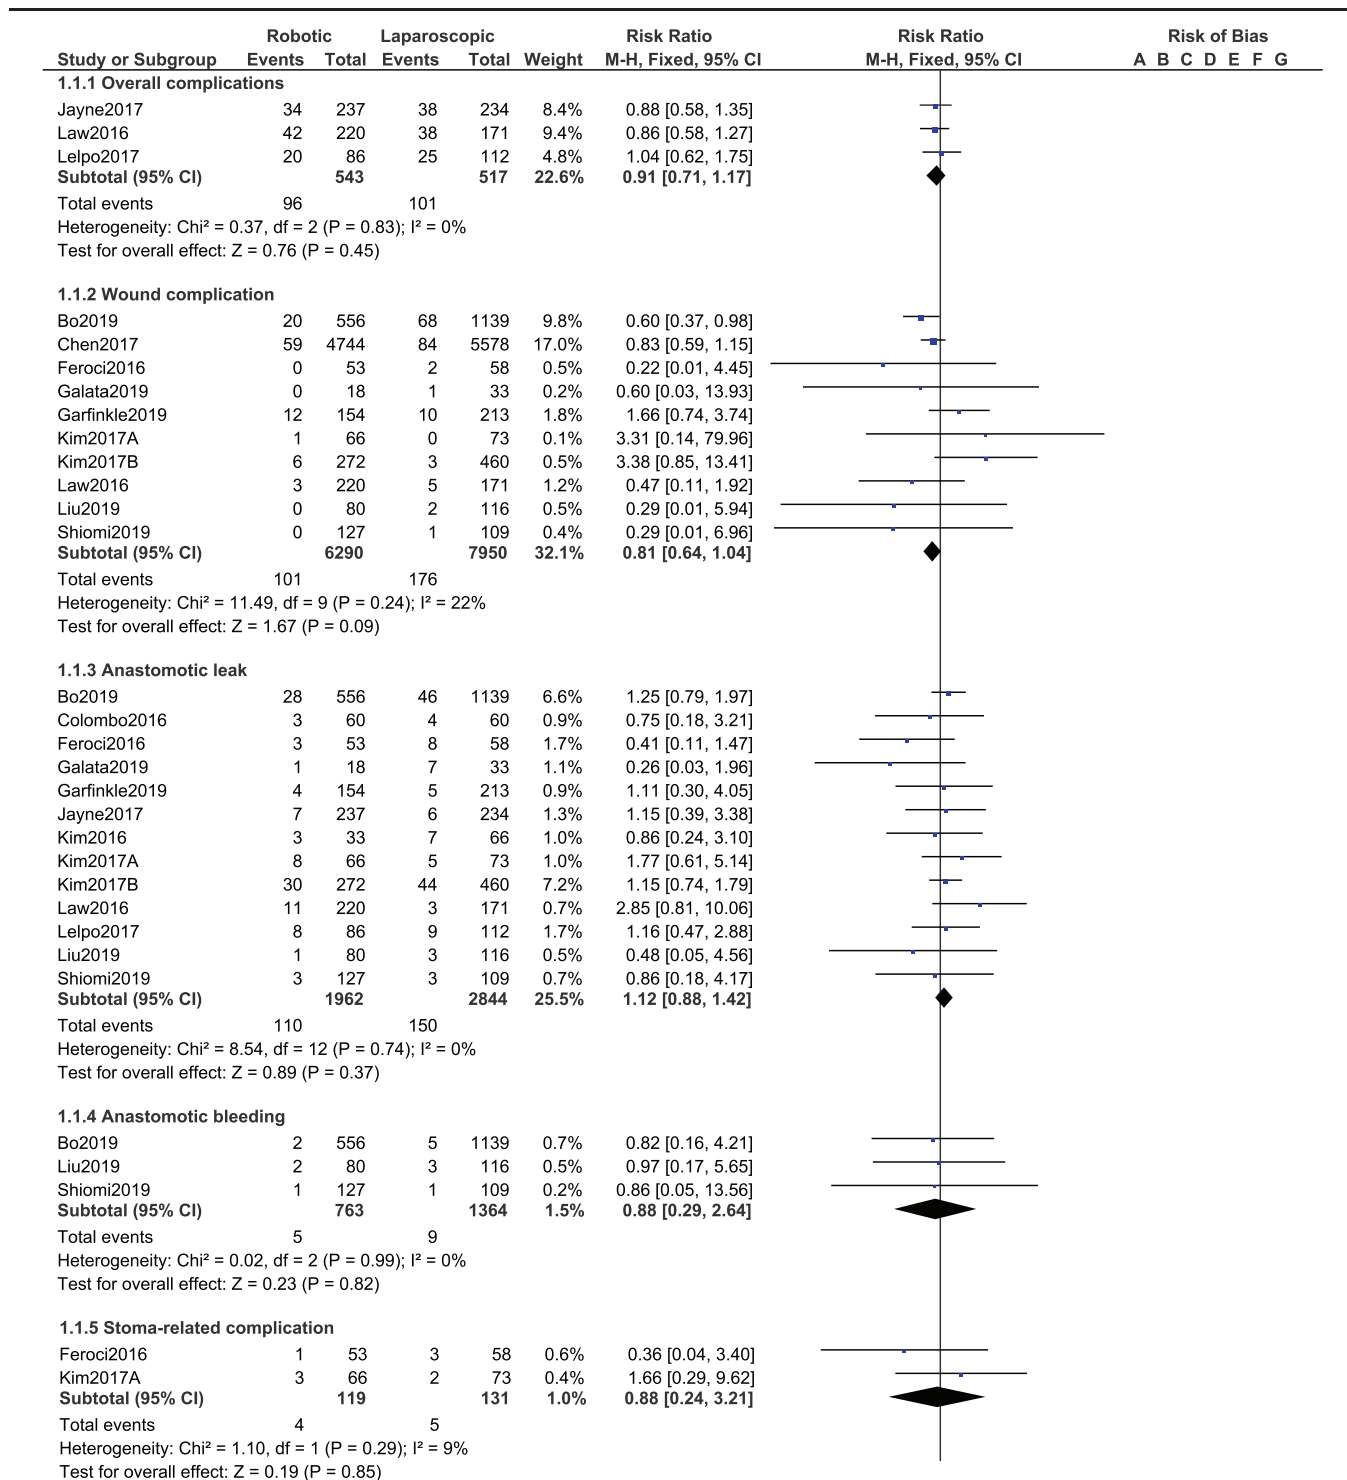 Robotic Laparoscopic Risk Ratio Risk Ratio Risk of Bias
Study or Subgroup Events Total Events Total Weight M-H, Fixed, 95% CI M-H, Fixed, 95% CI A B C D E F G
1.1.1 Overall complications
Jayne2017 34 237 38 234 8.4% 0.88 [0.58, 1.35]
Law2016 42 220 38 171 9.4% 0.86 [0.58, 1.27]
Lelpo2017 20 86 25 112 4.8% 1.04 [0.62, 1.75]
Subtotal (95% CI) 543 517 22.6% 0.91 [0.71, 1.17]
Total events 96 101
Heterogeneity: Chi² = 0.37, df = 2 (P = 0.83); I² = 0%
Test for overall effect: Z = 0.76 (P = 0.45)
1.1.2 Wound complication
Bo2019 20 556 68 1139 9.8% 0.60 [0.37, 0.98]
Chen2017 59 4744 84 5578 17.0% 0.83 [0.59, 1.15]
Feroci2016 0 53 2 58 0.5% 0.22 [0.01, 4.45]
Galata2019 0 18 1 33 0.2% 0.60 [0.03, 13.93]
Garfinkle2019 12 154 10 213 1.8% 1.66 [0.74, 3.74]
Kim2017A 1 66 0 73 0.1% 3.31 [0.14, 79.96]
Kim2017B 6 272 3 460 0.5% 3.38 [0.85, 13.41]
Law2016 3 220 5 171 1.2% 0.47 [0.11, 1.92]
Liu2019 0 80 2 116 0.5% 0.29 [0.01, 5.94]
Shiomi2019 0 127 1 109 0.4% 0.29 [0.01, 6.96]
Subtotal (95% CI) 6290 7950 32.1% 0.81 [0.64, 1.04]
Total events 101 176
Heterogeneity: Chi² = 11.49, df = 9 (P = 0.24); I² = 22%
Test for overall effect: Z = 1.67 (P = 0.09)
1.1.3 Anastomotic leak
Bo2019 28 556 46 1139 6.6% 1.25 [0.79, 1.97]
Colombo2016 3 60 4 60 0.9% 0.75 [0.18, 3.21]
Feroci2016 3 53 8 58 1.7% 0.41 [0.11, 1.47]
Galata2019 1 18 7 33 1.1% 0.26 [0.03, 1.96]
Garfinkle2019 4 154 5 213 0.9% 1.11 [0.30, 4.05]
Jayne2017 7 237 6 234 1.3% 1.15 [0.39, 3.38]
Kim2016 3 33 7 66 1.0% 0.86 [0.24, 3.10]
Kim2017A 8 66 5 73 1.0% 1.77 [0.61, 5.14]
Kim2017B 30 272 44 460 7.2% 1.15 [0.74, 1.79]
Law2016 11 220 3 171 0.7% 2.85 [0.81, 10.06]
Lelpo2017 8 86 9 112 1.7% 1.16 [0.47, 2.88]
Liu2019 1 80 3 116 0.5% 0.48 [0.05, 4.56]
Shiomi2019 3 127 3 109 0.7% 0.86 [0.18, 4.17]
Subtotal (95% CI) 1962 2844 25.5% 1.12 [0.88, 1.42]
Total events 110 150
Heterogeneity: Chi² = 8.54, df = 12 (P = 0.74); I² = 0%
Test for overall effect: Z = 0.89 (P = 0.37)
1.1.4 Anastomotic bleeding
Bo2019 2 556 5 1139 0.7% 0.82 [0.16, 4.21]
Liu2019 2 80 3 116 0.5% 0.97 [0.17, 5.65]
Shiomi2019 1 127 1 109 0.2% 0.86 [0.05, 13.56]
Subtotal (95% CI) 763 1364 1.5% 0.88 [0.29, 2.64]
Total events 5 9
Heterogeneity: Chi² = 0.02, df = 2 (P = 0.99); I² = 0%
Test for overall effect: Z = 0.23 (P = 0.82)
1.1.5 Stoma-related complication
Feroci2016 1 53 3 58 0.6% 0.36 [0.04, 3.40]
Kim2017A 3 66 2 73 0.4% 1.66 [0.29, 9.62]
Subtotal (95% CI) 119 131 1.0% 0.88 [0.24, 3.21]
Total events 4 5
Heterogeneity: Chi² = 1.10, df = 1 (P = 0.29); I² = 9%
Test for overall effect: Z = 0.19 (P = 0.85)